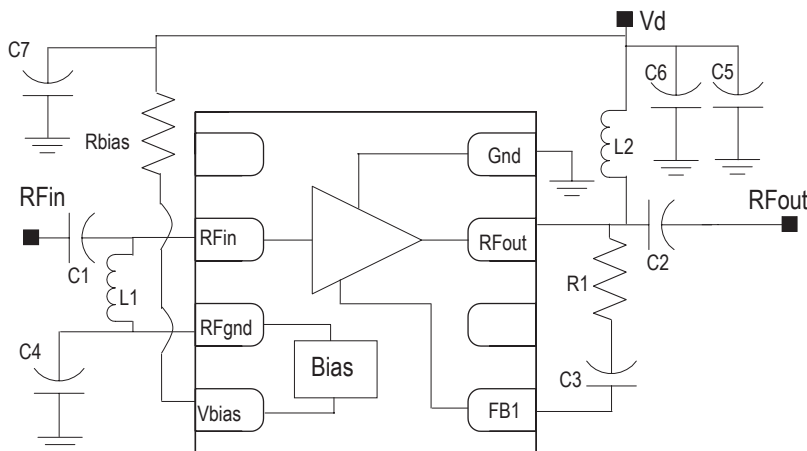 Vd
C7
C6
C5
Rbias
L2
Gnd
RFin
RFout
RFin
RFout
C1
C2
L1
R1
RFgnd
C4
Bias
C3
Vbias
FB1